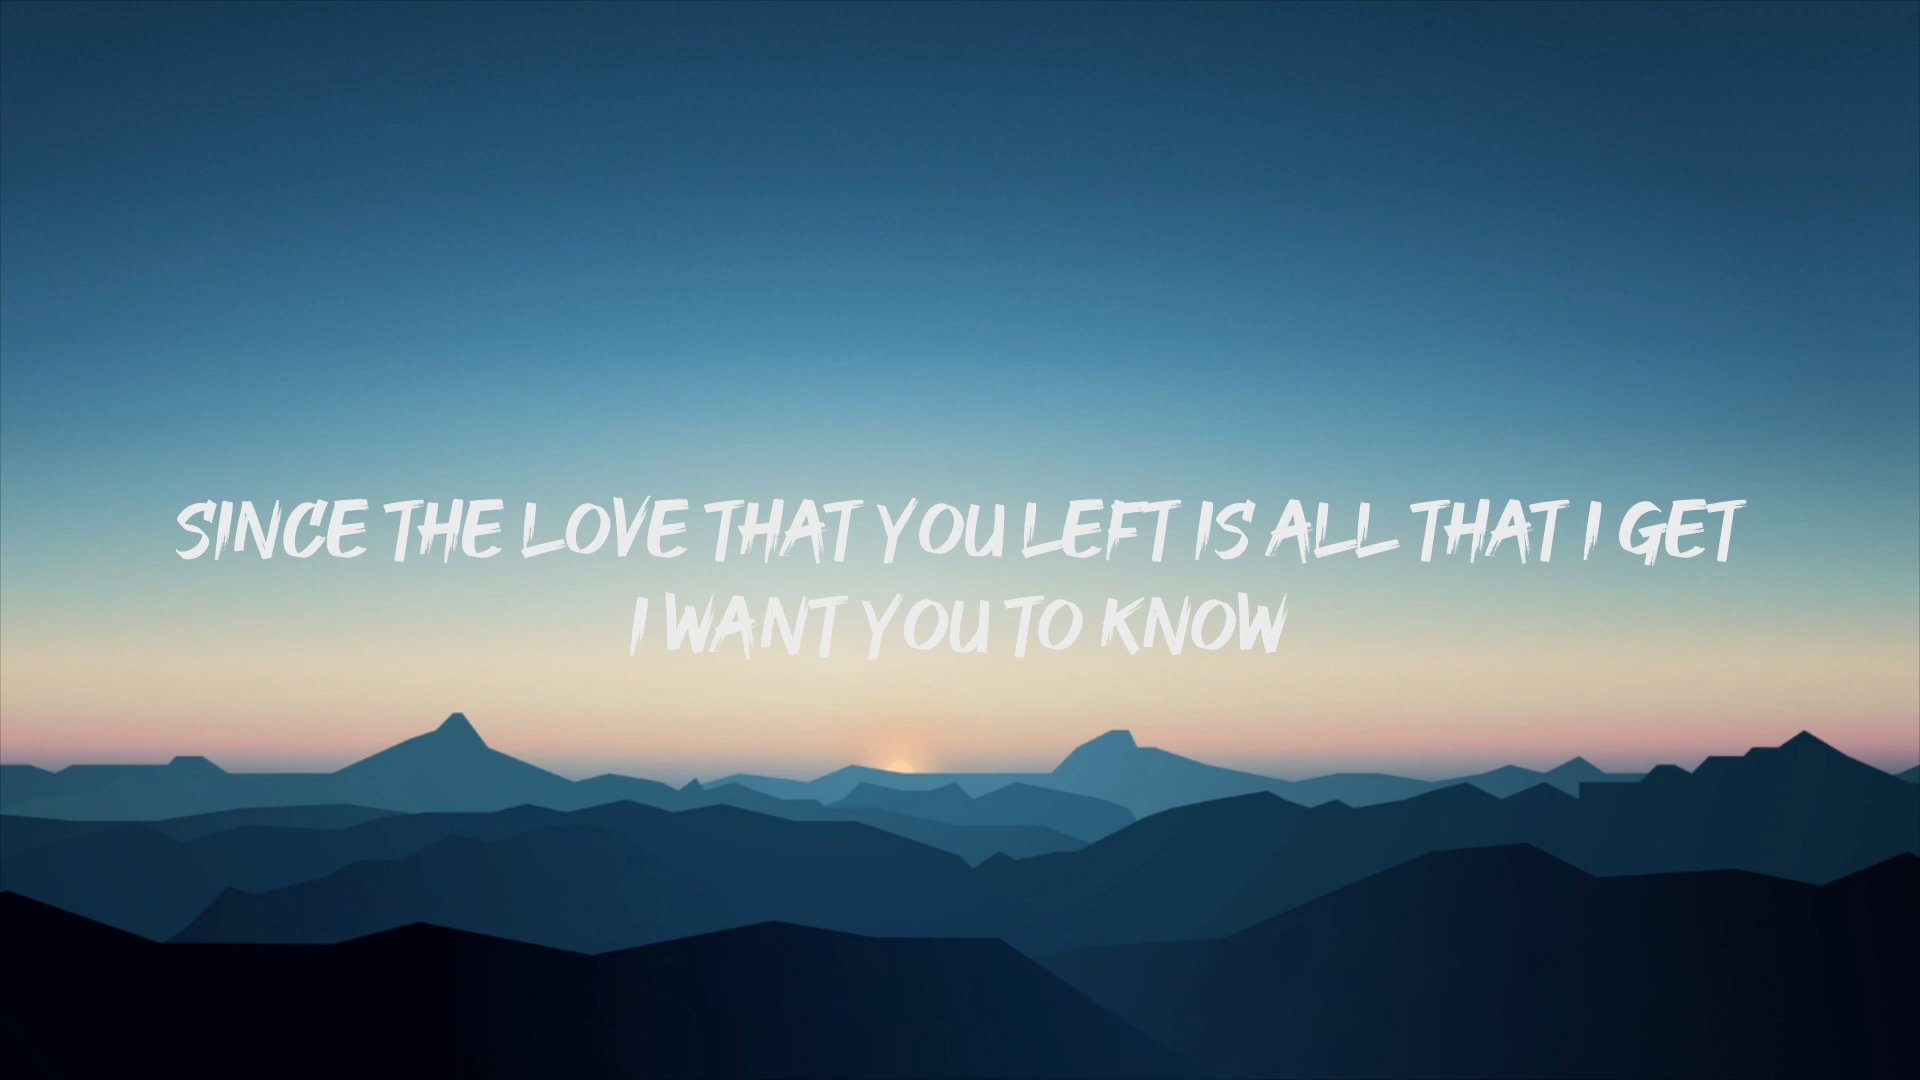 SINCE THE LOVE THAT YOU LEFT IS ALL THAT I GET
I WANT YOU TO KNOW